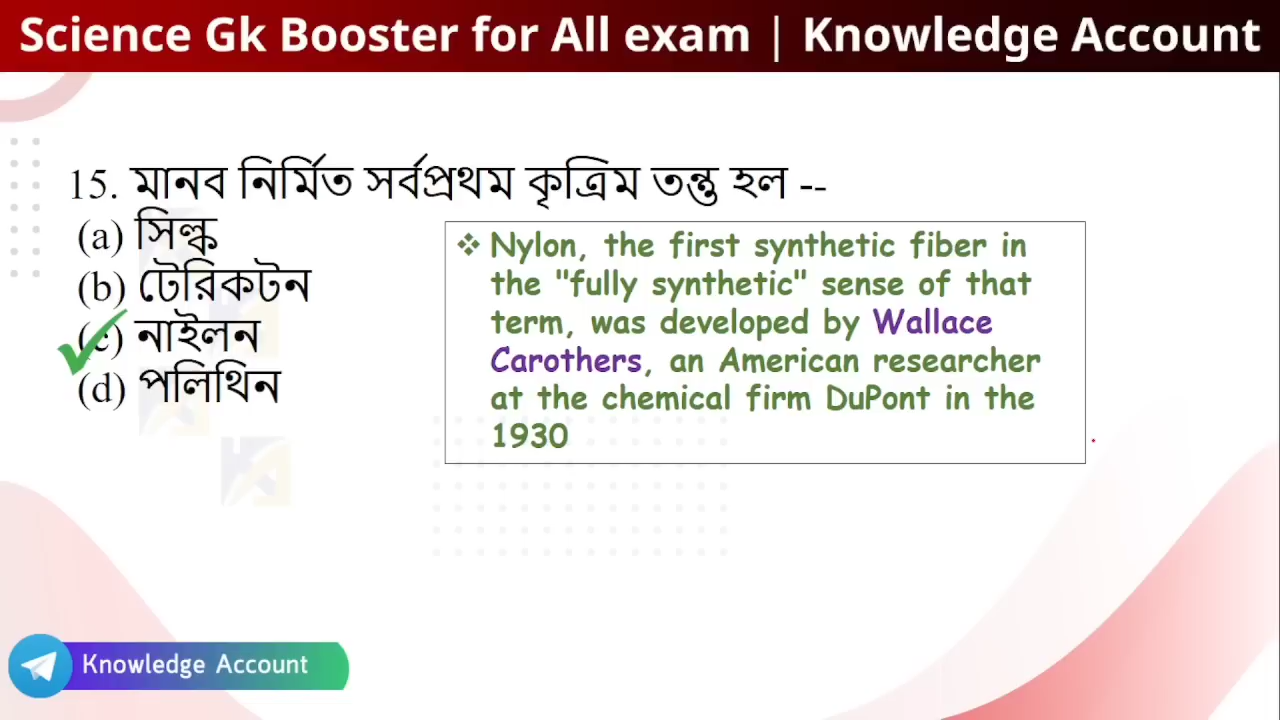 Science Gk Booster for All exam | Knowledge Account
15. মানব নির্মিত সর্বপ্রথম কৃত্রিম তন্তু হল --
(a) সিল্ক
(b) টেরিকটন
(c) নাইলন
(d) পলিথিন
❖ Nylon, the first synthetic fiber in
the "fully synthetic" sense of that
term, was developed by Wallace
Carothers, an American researcher
at the chemical firm DuPont in the
1930
Knowledge Account